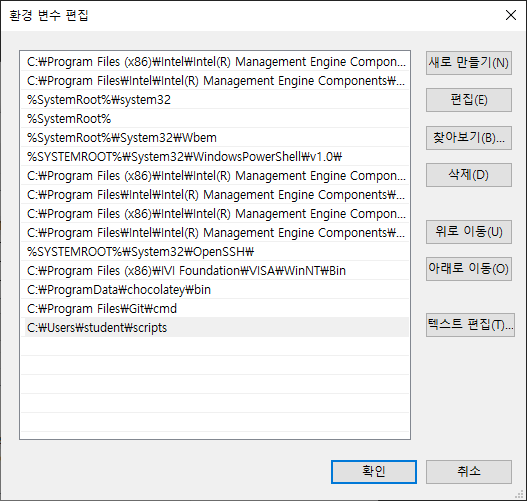 환경 변수 편집
C:₩Program Files (x86)₩Intel₩Intel(R) Management Engine Compon...
C:₩Program Files₩Intel₩Intel(R) Management Engine Components₩...
%SystemRoot%₩system32
%SystemRoot%
%SystemRoot%₩System32₩Wbem
%SYSTEMROOT%₩System32₩WindowsPowerShell₩v1.0₩
C:₩Program Files (x86)₩Intel₩Intel(R) Management Engine Compon...
C:₩Program Files₩Intel₩Intel(R) Management Engine Components₩...
C:₩Program Files (x86)₩Intel₩Intel(R) Management Engine Compon...
C:₩Program Files₩Intel₩Intel(R) Management Engine Components₩...
%SYSTEMROOT%₩System32₩OpenSSH₩
C:₩Program Files (x86)₩IVI Foundation₩VISA₩WinNT₩Bin
C:₩ProgramData₩chocolatey₩bin
C:₩Program Files₩Git₩cmd
C:₩Users₩student₩scripts
새로 만들기(N)
편집(E)
찾아보기(B)...
삭제(D)
위로 이동(U)
아래로 이동(O)
텍스트 편집(T)...
확인
취소